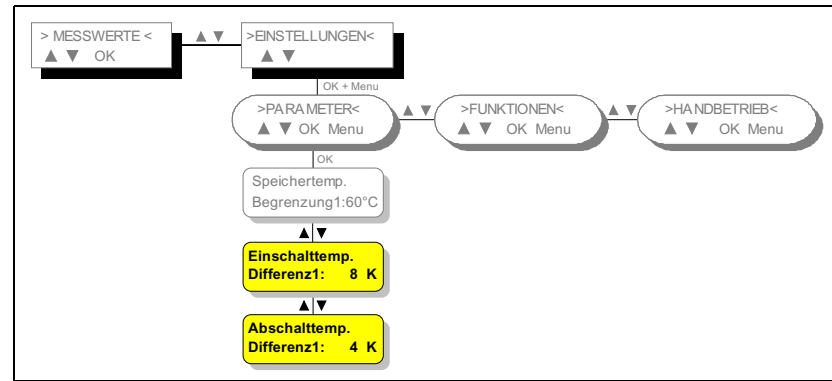 > MESSWERTE <
▲ ▼ OK
▲ ▼
>EINSTELLUNGEN<
▲ ▼
OK + Menu
>PARAMETER<
▲ ▼ OK Menu
▲ ▼
>FUNKTIONEN<
▲ ▼ OK Menu
▲ ▼
>HANDBETRIEB<
▲ ▼ OK Menu
OK
Speichertemp.
Begrenzung1:60°C
▲ ▼
Einschalttemp.
Differenz1: 8 K
▲ ▼
Abschalttemp.
Differenz1: 4 K